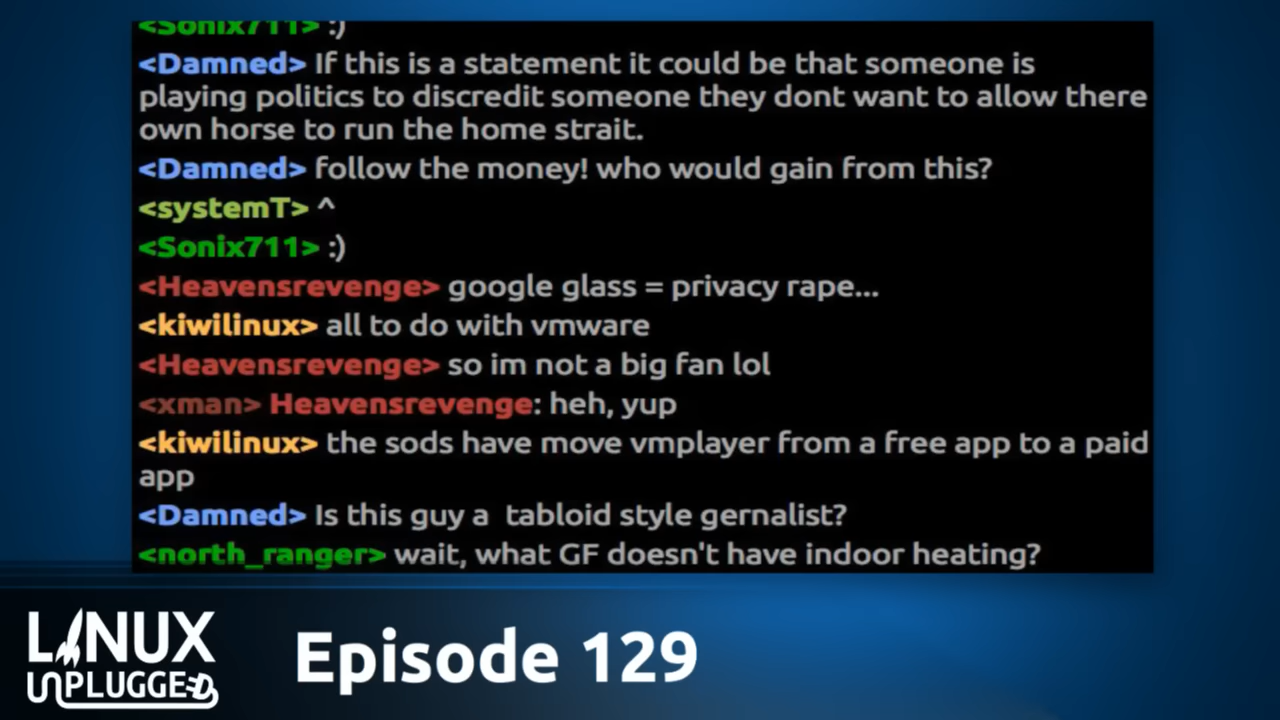 <Sonix711> :)
<Damned> If this is a statement it could be that someone is
playing politics to discredit someone they dont want to allow there
own horse to run the home strait.
<Damned> follow the money! who would gain from this?
<systemT> ^
<Sonix711> :)
<Heavensrevenge> google glass = privacy rape...
<kiwilinux> all to do with vmware
<Heavensrevenge> so im not a big fan lol
<xman> Heavensrevenge: heh, yup
<kiwilinux> the sods have move vmplayer from a free app to a paid
app
<Damned> Is this guy a  tabloid style gernalist?
<north_ranger> wait, what GF doesn't have indoor heating?
LINUX
UNPLUGGED
Episode 129